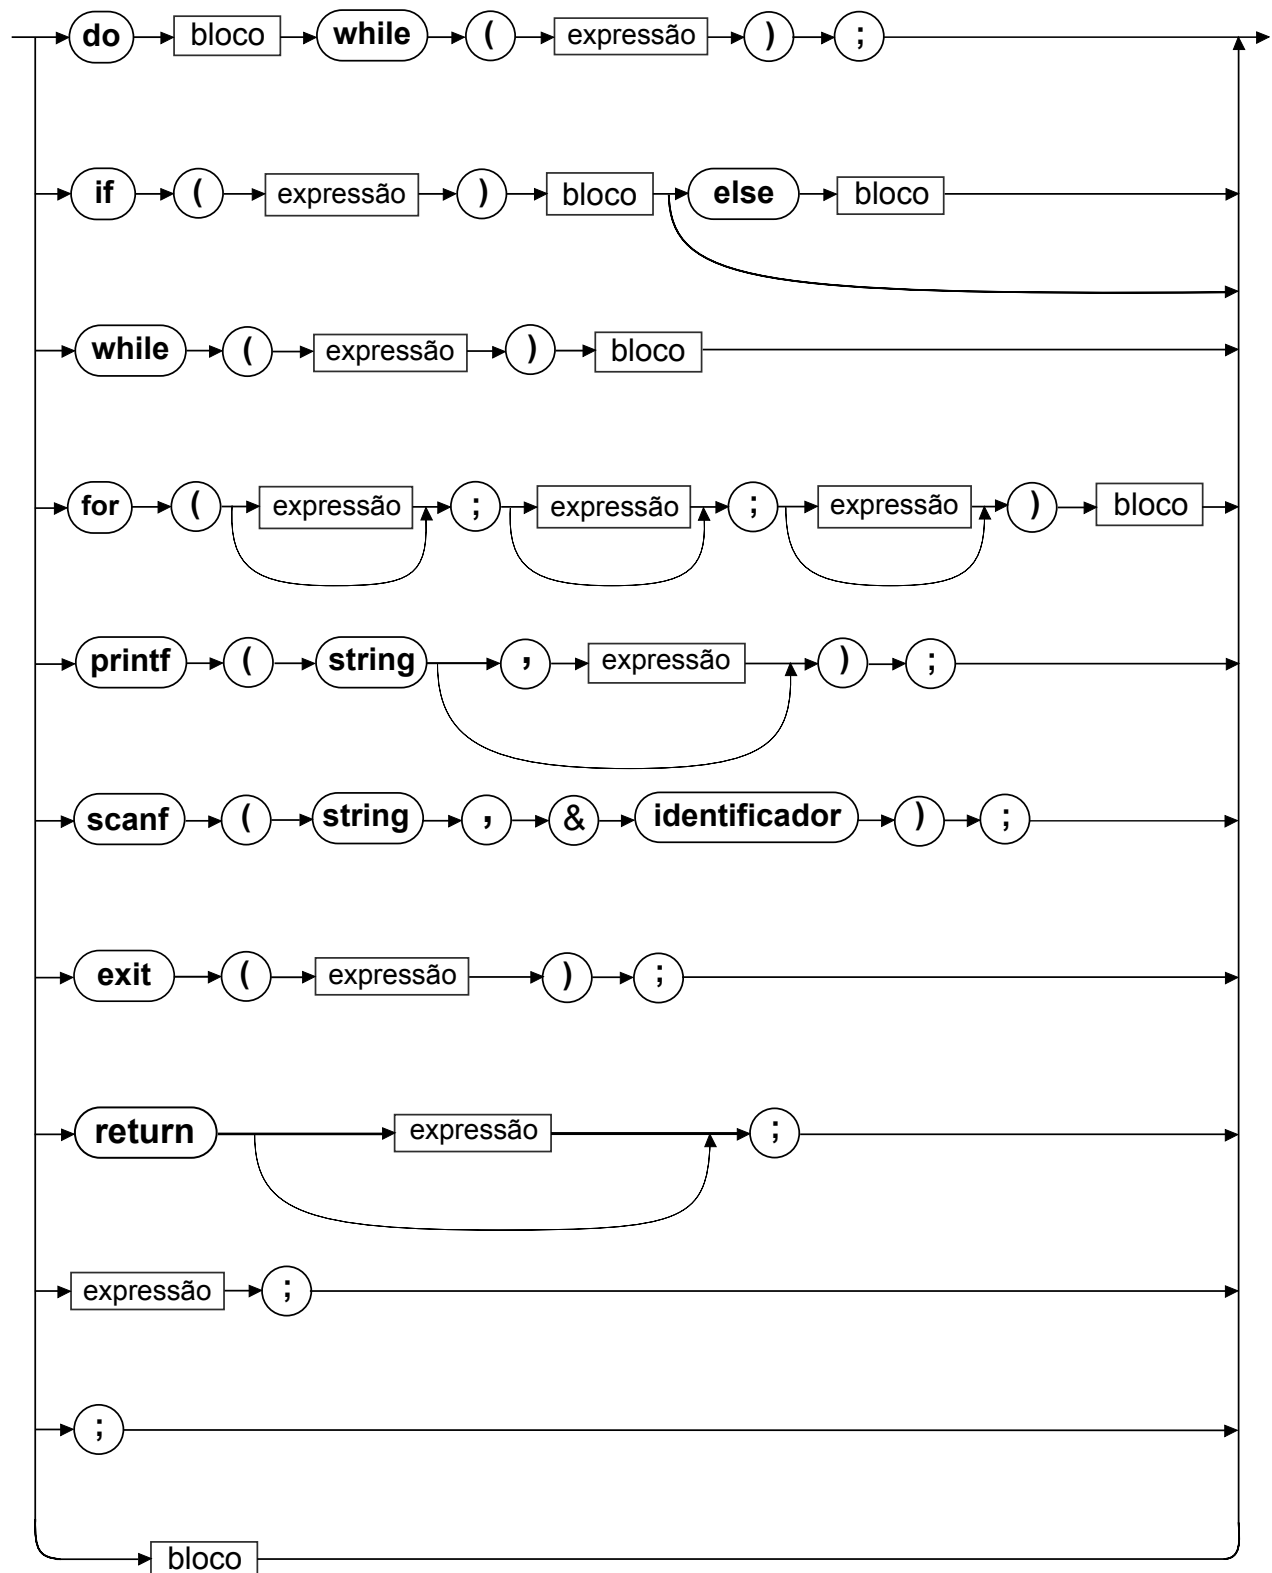 do bloco while ( expressão ) ;
if ( expressão ) bloco else bloco
while ( expressão ) bloco
for ( expressão ; expressão ; expressão ) bloco
printf ( string , expressão ) ;
scanf ( string , & identificador ) ;
exit ( expressão ) ;
return expressão ;
expressão ;
;
bloco